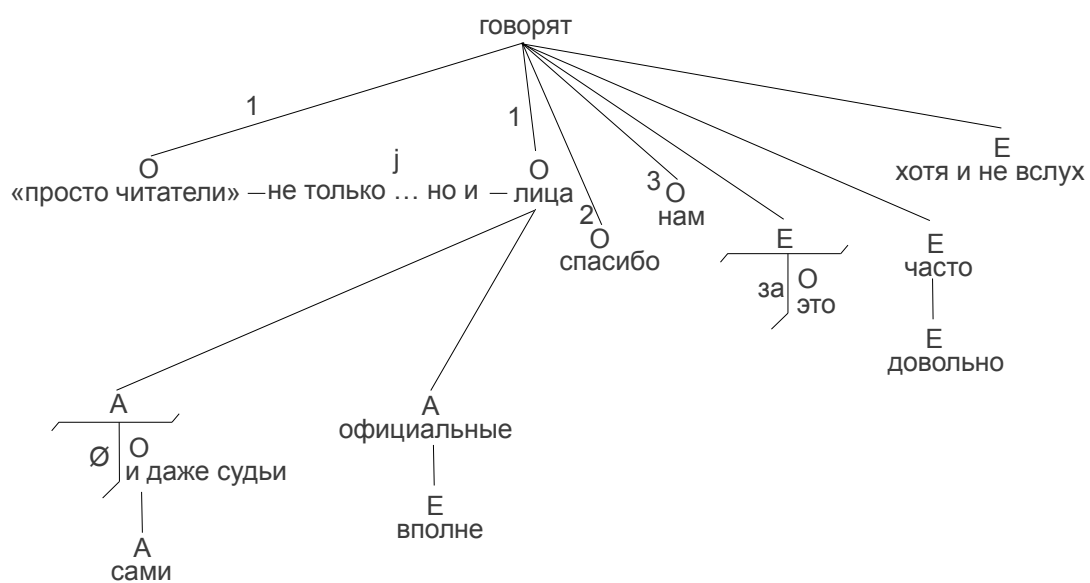 говорят
1
1
О
«просто читатели»
j
не только … но и
О
лица
2
О
спасибо
3
О
нам
Е
за
О
это
Е
часто
Е
довольно
Е
хотя и не вслух
А
Ø
О
и даже судьи
А
сами
А
официальные
Е
вполне